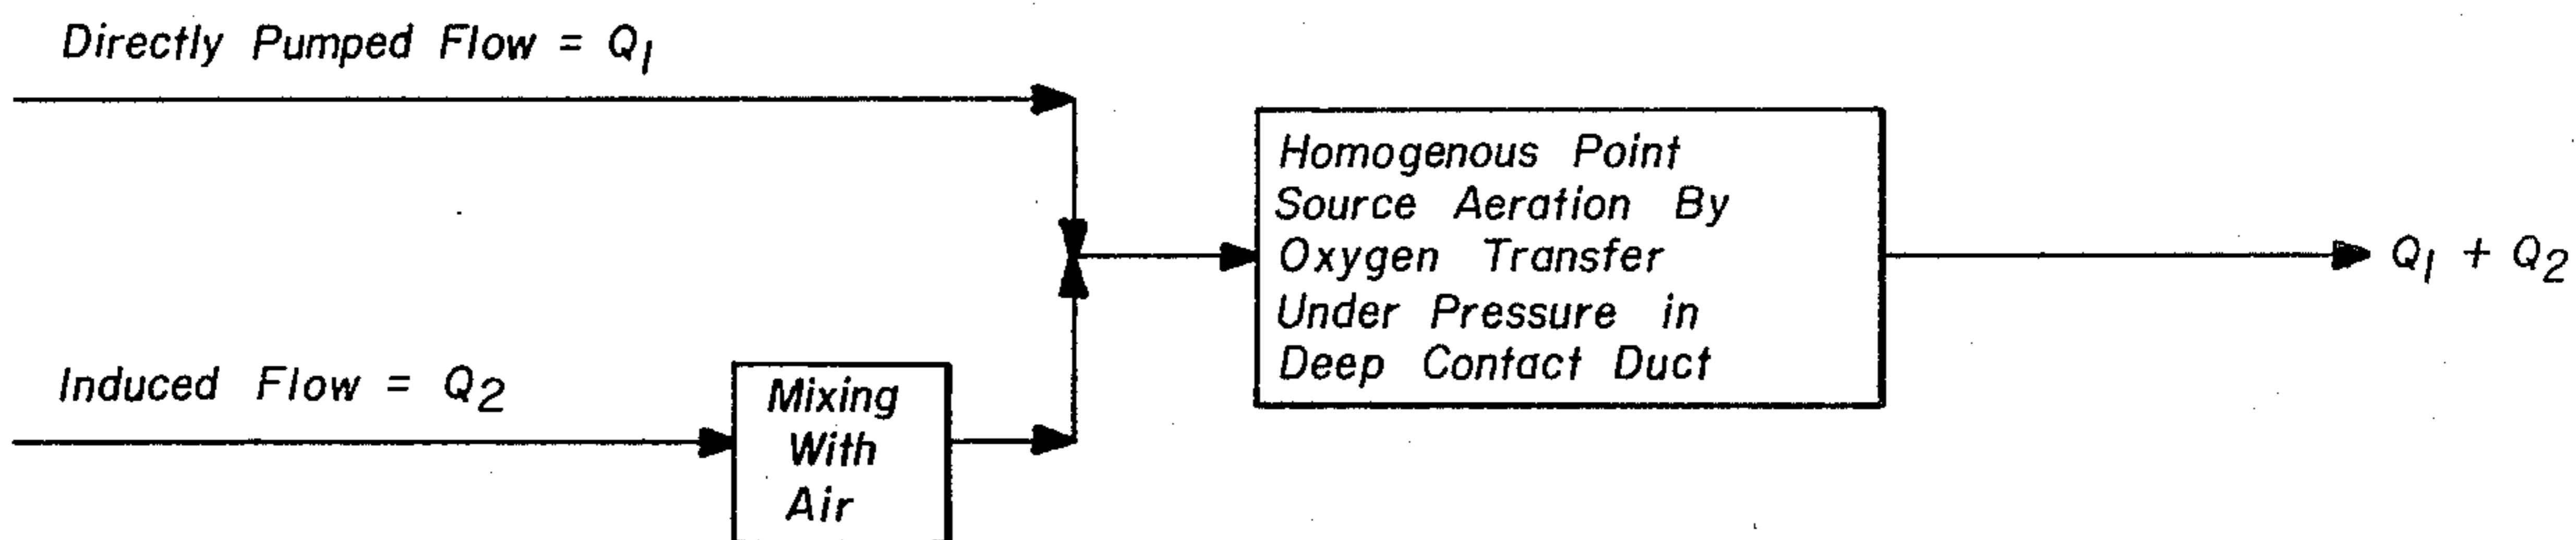 Directly Pumped Flow = Q1
Homogenous Point
Source Aeration By
Oxygen Transfer
Under Pressure in
Deep Contact Duct
Q1 + Q2
Induced Flow = Q2
Mixing
With
Air